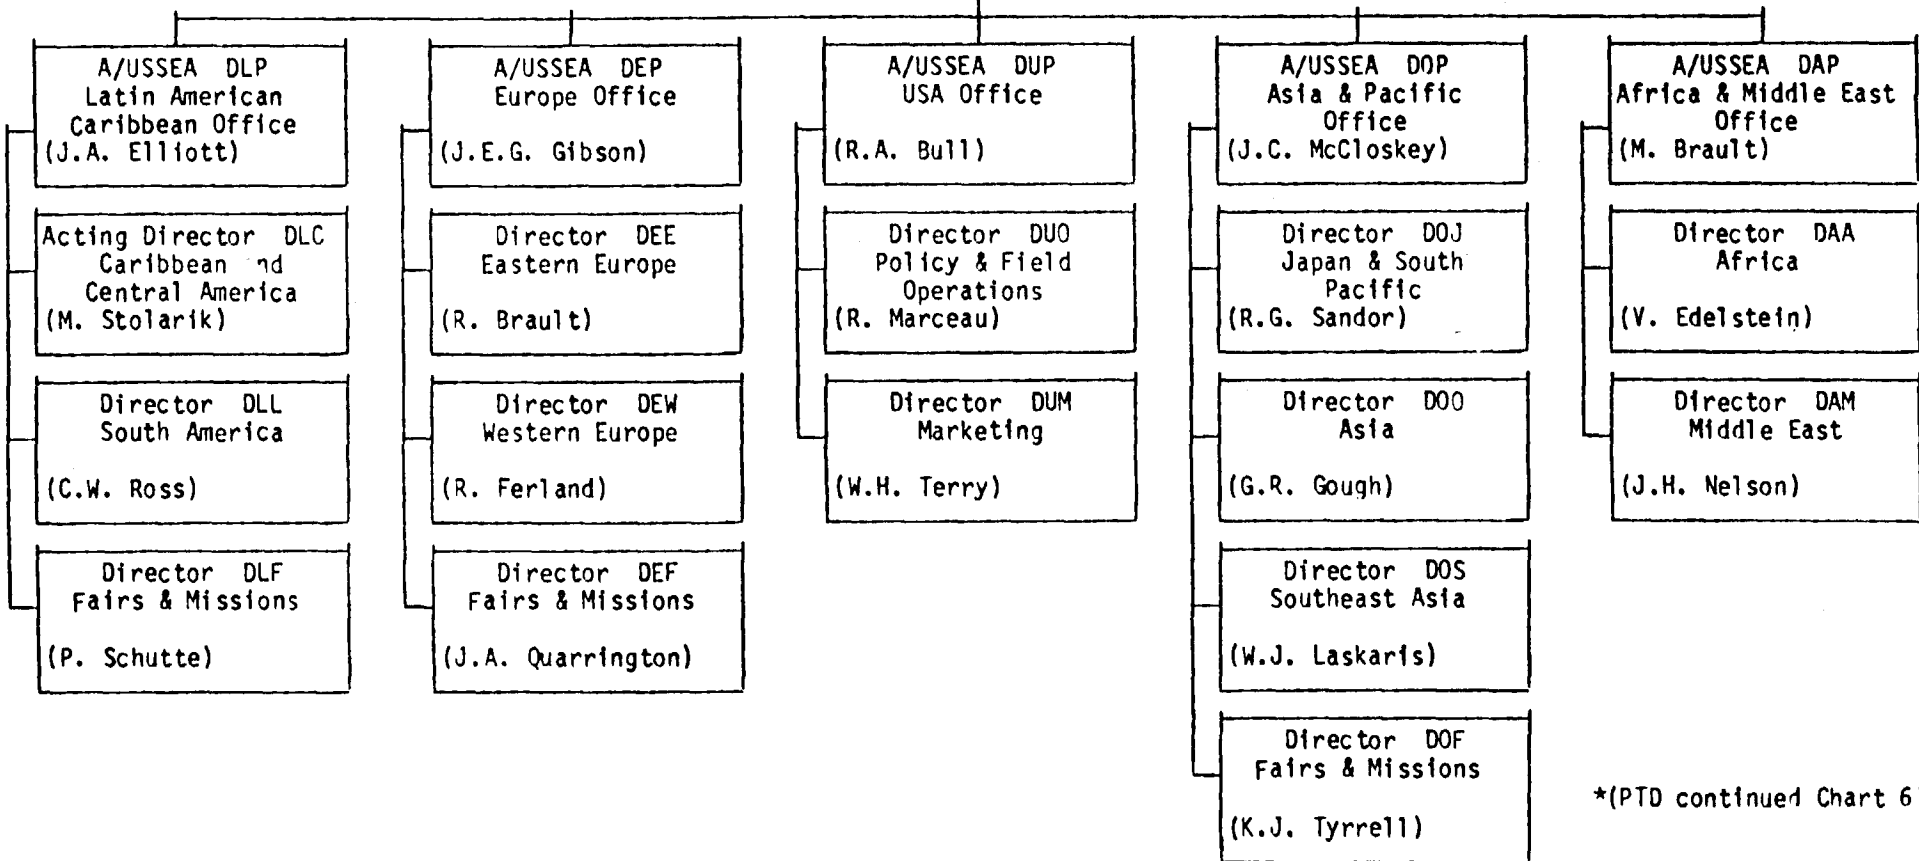 A/USSEA DLP
Latin American
Caribbean Office
(J.A. Elliott)
Acting Director DLC
Caribbean nd
Central America
(M. Stolarik)
Director DLL
South America
(C.W. Ross)
Director DLF
Fairs & Missions
(P. Schutte)
A/USSEA DEP
Europe Office
(J.E.G. Gibson)
Director DEE
Eastern Europe
(R. Brault)
Director DEW
Western Europe
(R. Ferland)
Director DEF
Fairs & Missions
(J.A. Quarrington)
A/USSEA DUP
USA Office
(R.A. Bull)
Director DUO
Policy & Field
Operations
(R. Marceau)
Director DUM
Marketing
(W.H. Terry)
A/USSEA DOP
Asia & Pacific
Office
(J.C. McCloskey)
Director DOJ
Japan & South
Pacific
(R.G. Sandor)
Director DOO
Asia
(G.R. Gough)
Director DOS
Southeast Asia
(W.J. Laskaris)
Director DOF
Fairs & Missions
(K.J. Tyrrell)
A/USSEA DAP
Africa & Middle East
Office
(M. Brault)
Director DAA
Africa
(V. Edelstein)
Director DAM
Middle East
(J.H. Nelson)
*(PTD continued Chart 6